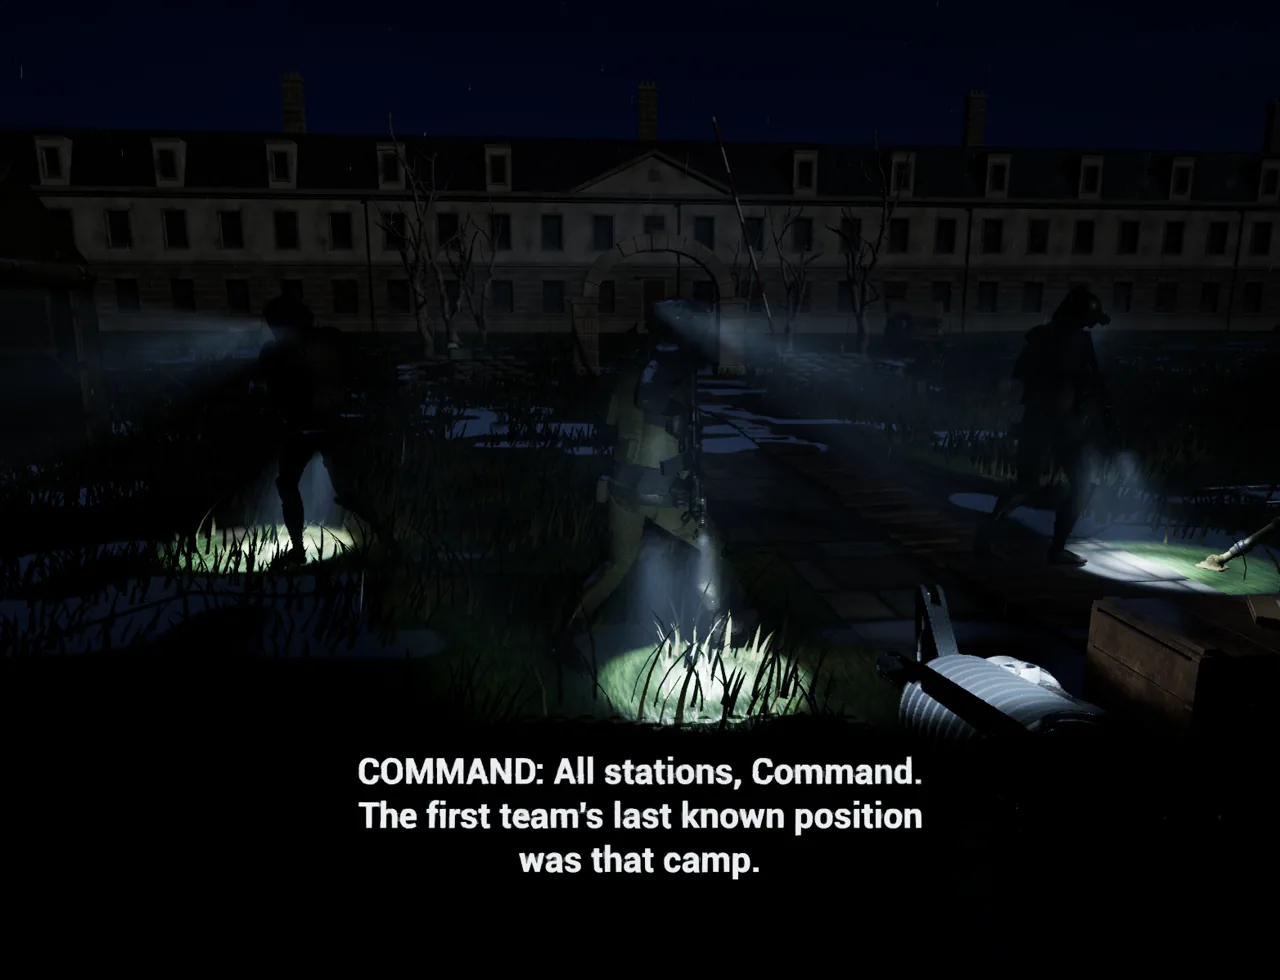 COMMAND: All stations, Command.
The first team's last known position
was that camp.